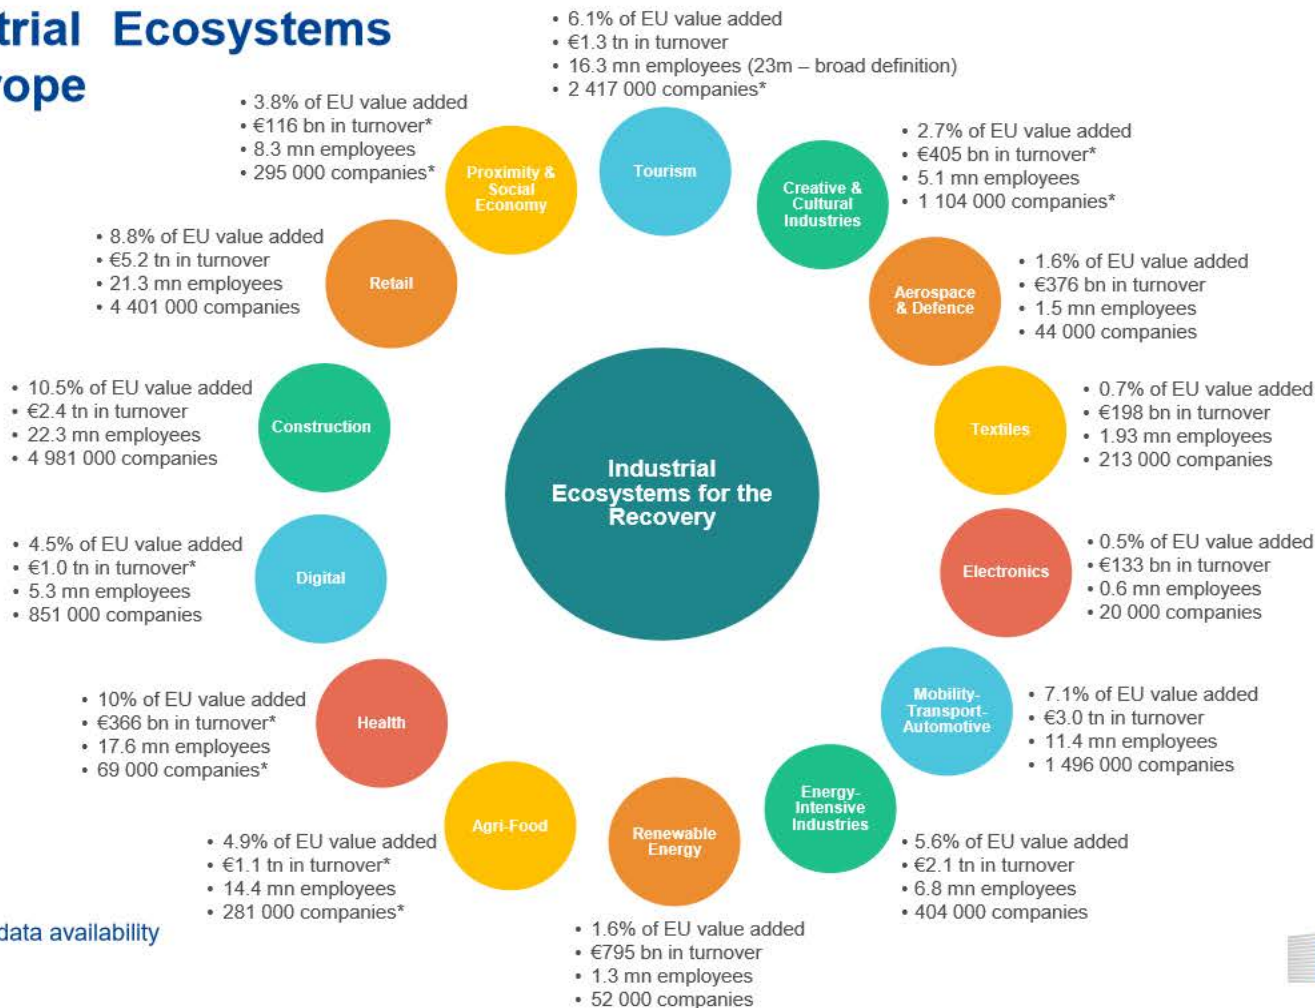 trial Ecosystems
rope
• 6.1% of EU value added
• €1.3 tn in turnover
• 16.3 mn employees (23m – broad definition)
• 2 417 000 companies*
Tourism
• 3.8% of EU value added
• €116 bn in turnover*
• 8.3 mn employees
• 295 000 companies*
Proximity &
Social
Economy
• 2.7% of EU value added
• €405 bn in turnover*
• 5.1 mn employees
• 1 104 000 companies*
Creative &
Cultural
Industries
• 8.8% of EU value added
• €5.2 tn in turnover
• 21.3 mn employees
• 4 401 000 companies
Retail
• 1.6% of EU value added
• €376 bn in turnover
• 1.5 mn employees
• 44 000 companies
Aerospace
& Defence
• 10.5% of EU value added
• €2.4 tn in turnover
• 22.3 mn employees
• 4 981 000 companies
Construction
• 0.7% of EU value added
• €198 bn in turnover
• 1.93 mn employees
• 213 000 companies
Textiles
Industrial
Ecosystems for the
Recovery
• 4.5% of EU value added
• €1.0 tn in turnover*
• 5.3 mn employees
• 851 000 companies
Digital
• 0.5% of EU value added
• €133 bn in turnover
• 0.6 mn employees
• 20 000 companies
Electronics
• 10% of EU value added
• €366 bn in turnover*
• 17.6 mn employees
• 69 000 companies*
Health
• 7.1% of EU value added
• €3.0 tn in turnover
• 11.4 mn employees
• 1 496 000 companies
Mobility-
Transport-
Automotive
• 4.9% of EU value added
• €1.1 tn in turnover*
• 14.4 mn employees
• 281 000 companies*
Agri-Food
Renewable
Energy
• 1.6% of EU value added
• €795 bn in turnover
• 1.3 mn employees
• 52 000 companies
Energy-
Intensive
Industries
• 5.6% of EU value added
• €2.1 tn in turnover
• 6.8 mn employees
• 404 000 companies
data availability